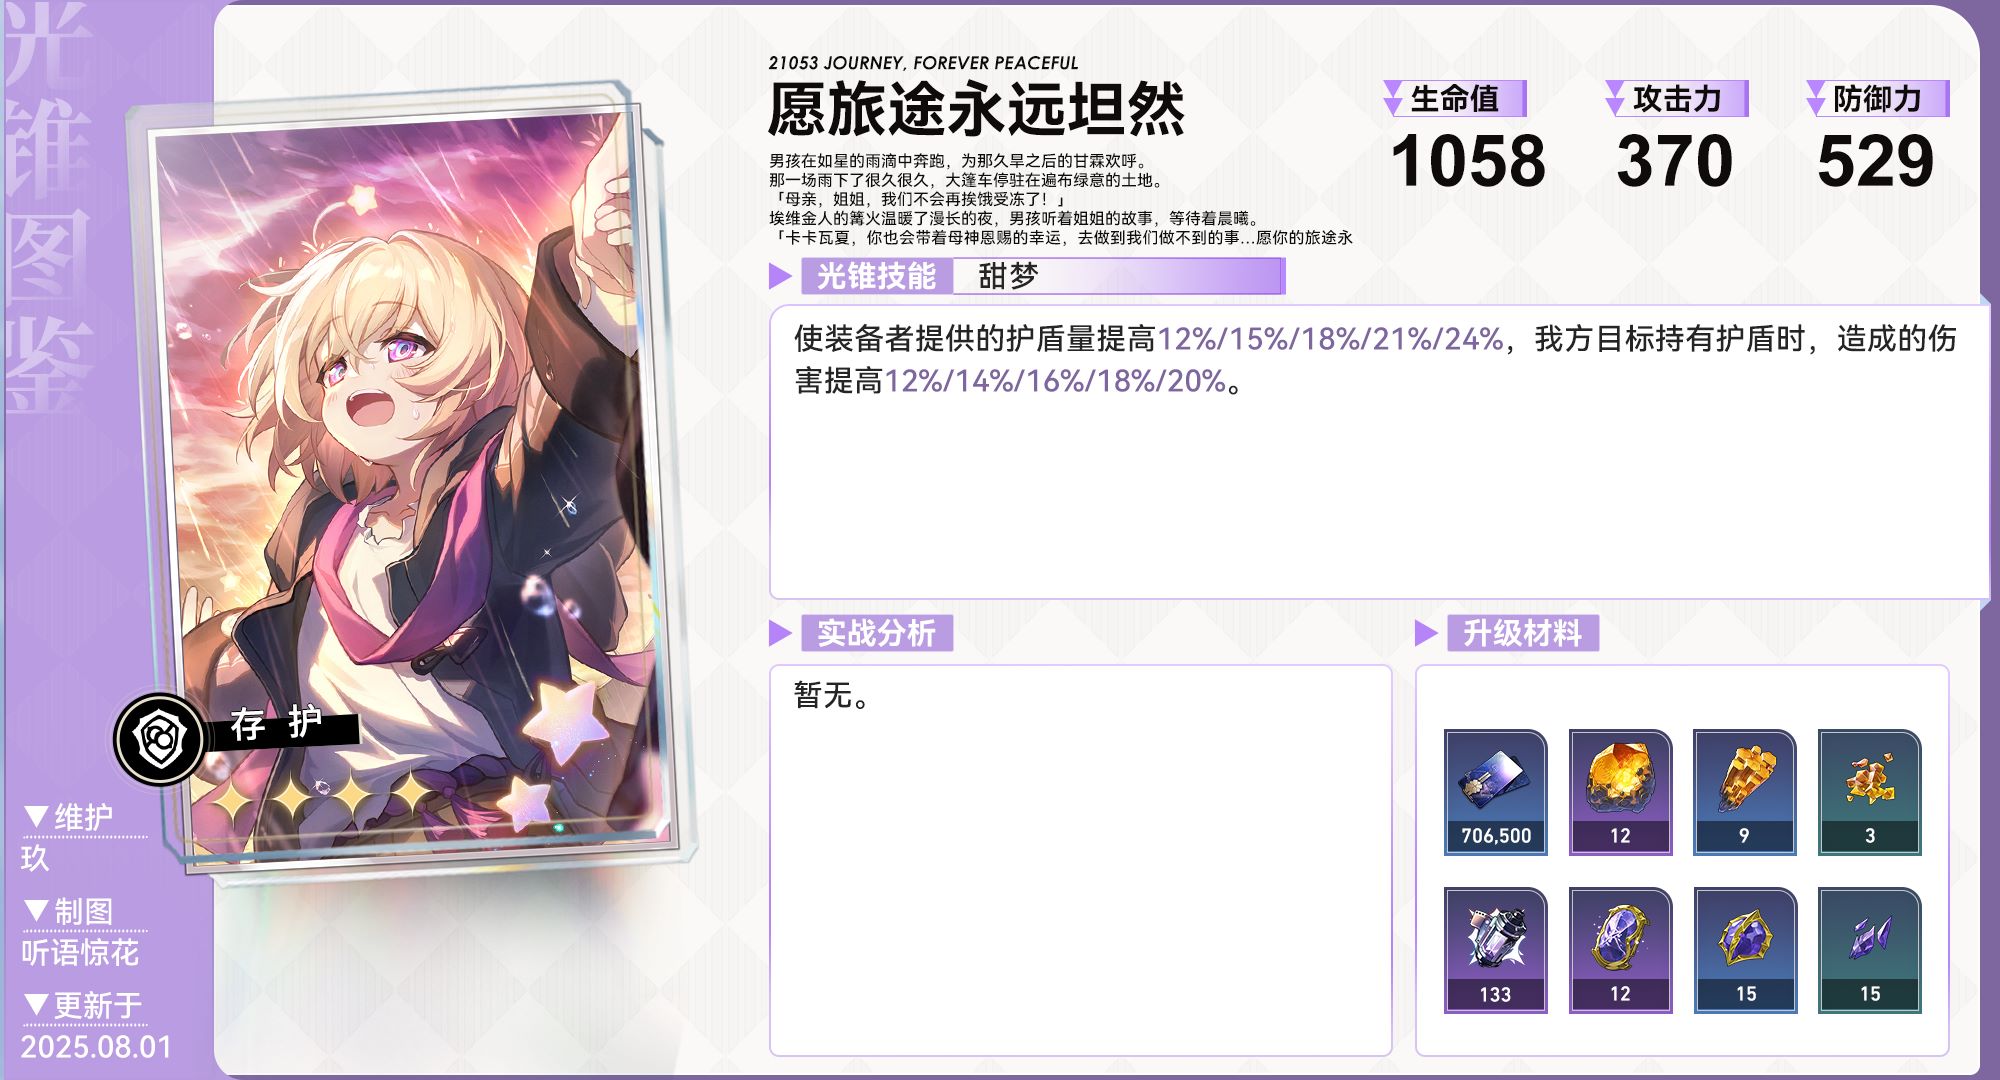 光锥图鉴
21053 JOURNEY, FOREVER PEACEFUL
愿旅途永远坦然
男孩在如星的雨滴中奔跑，为那久旱之后的甘霖欢呼。
那一场雨下了很久很久，大篷车停驻在遍布绿意的土地。
「母亲，姐姐，我们不会再挨饿受冻了！」
埃维金人的篝火温暖了漫长的夜，男孩听着姐姐的故事，等待着晨曦。
「卡卡瓦夏，你也会带着母神恩赐的幸运，去做到我们做不到的事...愿你的旅途永
生命值
1058
攻击力
370
防御力
529
光锥技能
甜梦
使装备者提供的护盾量提高12%/15%/18%/21%/24%，我方目标持有护盾时，造成的伤
害提高12%/14%/16%/18%/20%。
存护
实战分析
暂无。
升级材料
706,500
12
9
3
133
12
15
15
▼维护
玖
▼制图
听语惊花
▼更新于
2025.08.01